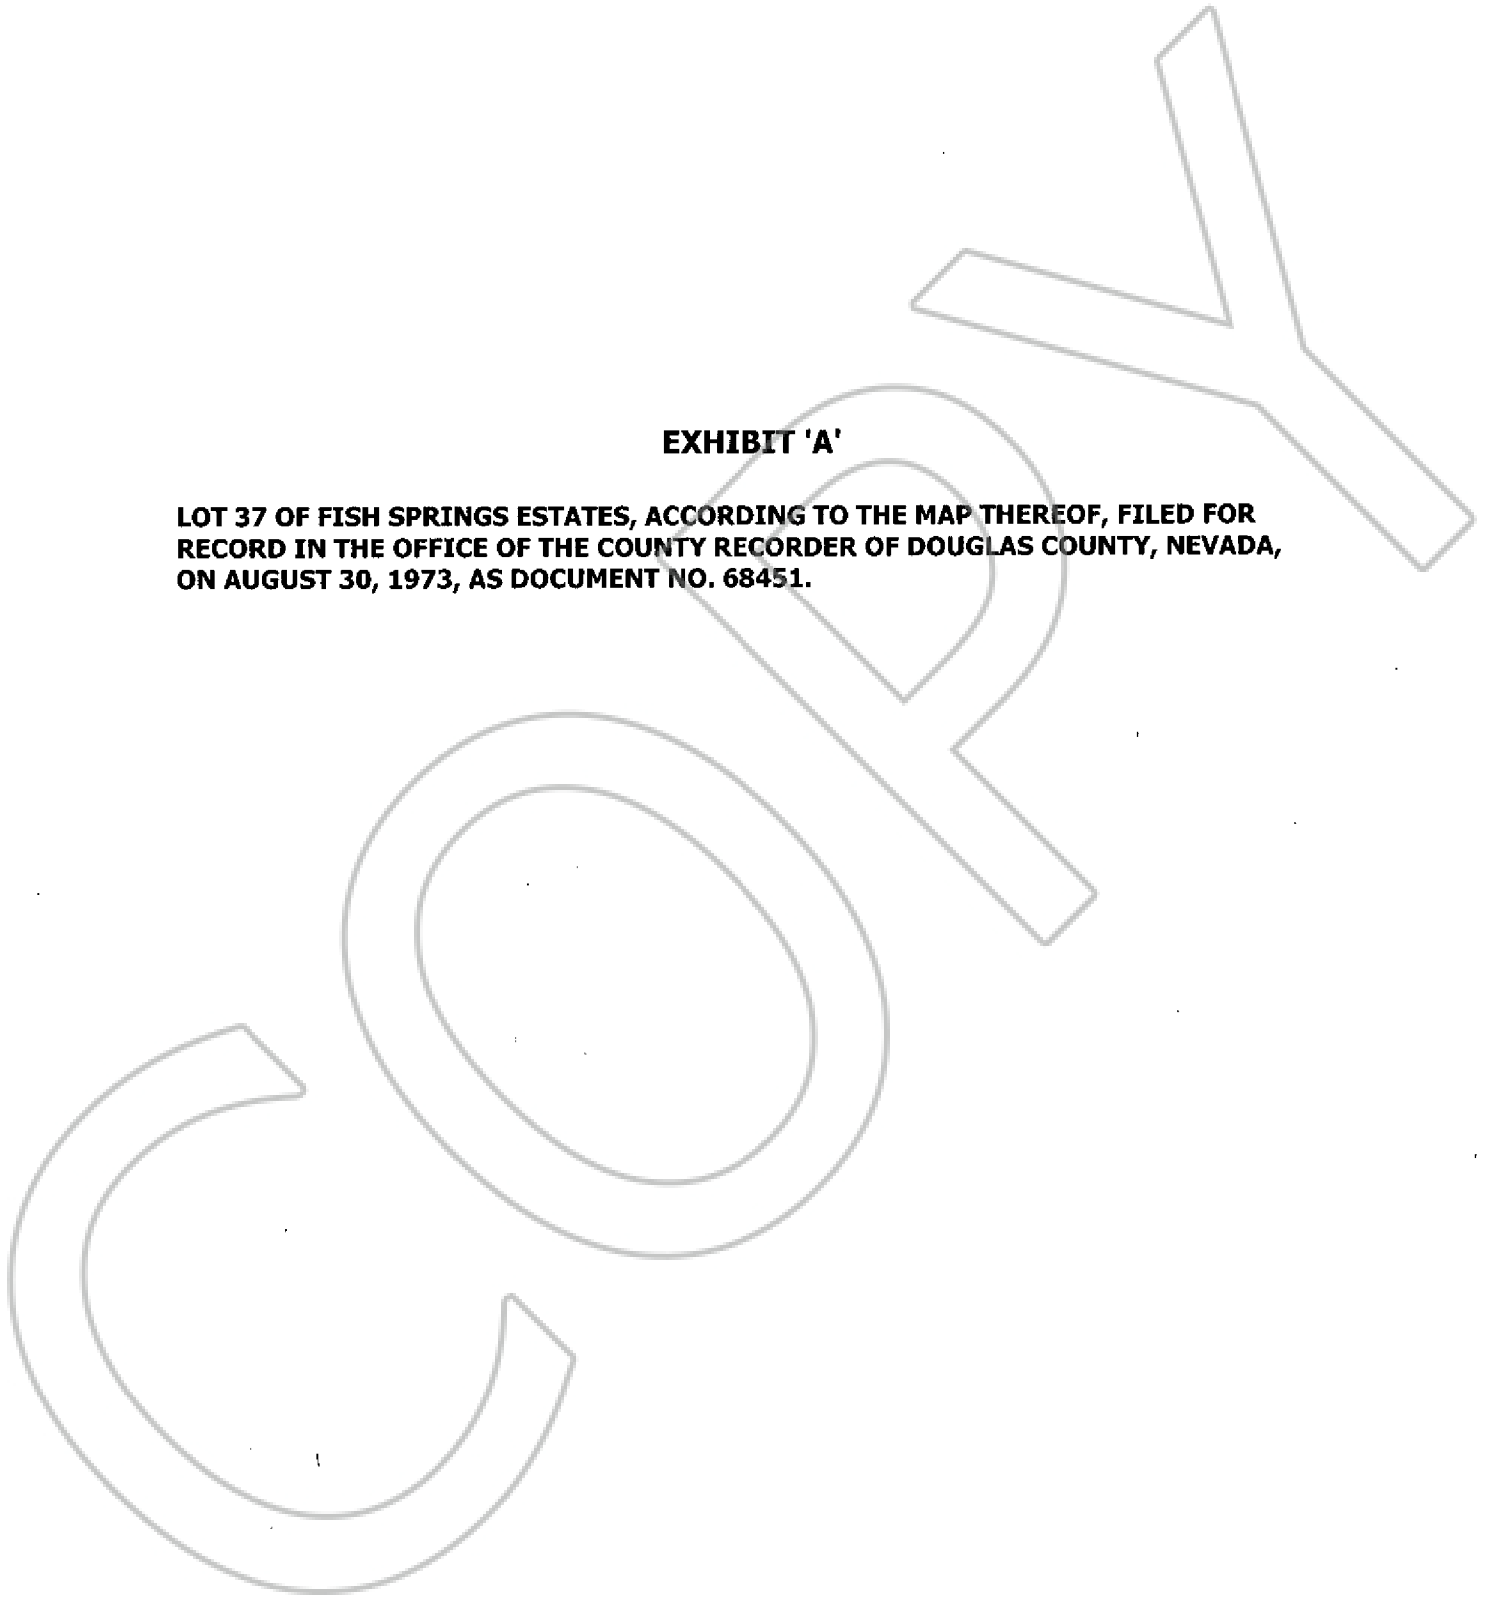 EXHIBIT 'A'
LOT 37 OF FISH SPRINGS ESTATES, ACCORDING TO THE MAP THEREOF, FILED FOR
RECORD IN THE OFFICE OF THE COUNTY RECORDER OF DOUGLAS COUNTY, NEVADA,
ON AUGUST 30, 1973, AS DOCUMENT NO. 68451.
COPY